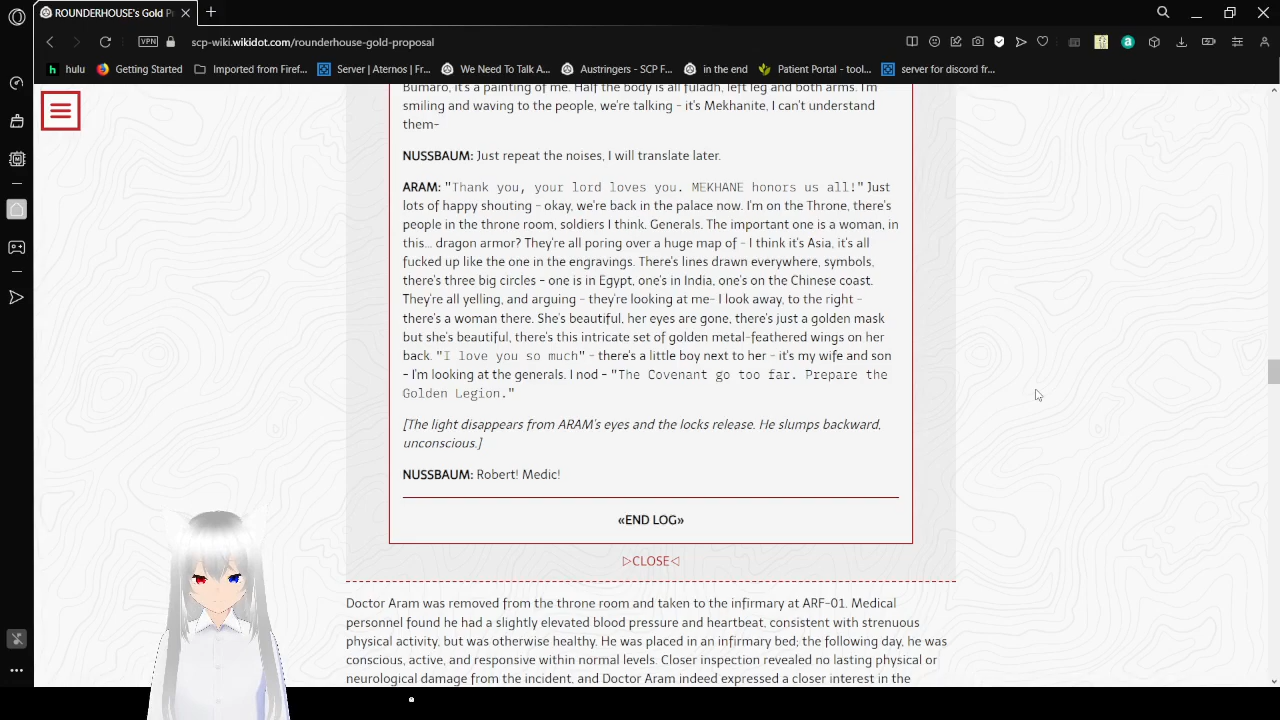 ROUNDERHOUSE's Gold Pr
scp-wiki.wikidot.com/rounderhouse-gold-proposal
VPN
hulu
Getting Started
Imported from Firef...
Server | Aternos | Fr...
We Need To Talk A...
Austringers - SCP F...
in the end
Patient Portal - tool...
server for discord fr...
Bumaro, it's a painting of me. Half the body is all fuladh, left leg and both arms. I'm
smiling and waving to the people, we're talking - it's Mekhanite, I can't understand
them-
NUSSBAUM: Just repeat the noises, I will translate later.
ARAM: "Thank you, your lord loves you. MEKHANE honors us all!" Just
lots of happy shouting - okay, we're back in the palace now. I'm on the Throne, there's
people in the throne room, soldiers I think. Generals. The important one is a woman, in
this... dragon armor? They're all poring over a huge map of - I think it's Asia, it's all
fucked up like the one in the engravings. There's lines drawn everywhere, symbols,
there's three big circles - one is in Egypt, one's in India, one's on the Chinese coast.
They're all yelling, and arguing - they're looking at me- I look away, to the right -
there's a woman there. She's beautiful, her eyes are gone, there's just a golden mask
but she's beautiful, there's this intricate set of golden metal-feathered wings on her
back. "I love you so much" - there's a little boy next to her - it's my wife and son
- I'm looking at the generals. I nod - "The Covenant go too far. Prepare the
Golden Legion."
[The light disappears from ARAM's eyes and the locks release. He slumps backward,
unconscious.]
NUSSBAUM: Robert! Medic!
«END LOG»
▷CLOSE◁
Doctor Aram was removed from the throne room and taken to the infirmary at ARF-01. Medical
personnel found he had a slightly elevated blood pressure and heartbeat, consistent with strenuous
physical activity, but was otherwise healthy. He was placed in an infirmary bed; the following day, he was
conscious, active, and responsive within normal levels. Closer inspection revealed no lasting physical or
neurological damage from the incident, and Doctor Aram indeed expressed a closer interest in the